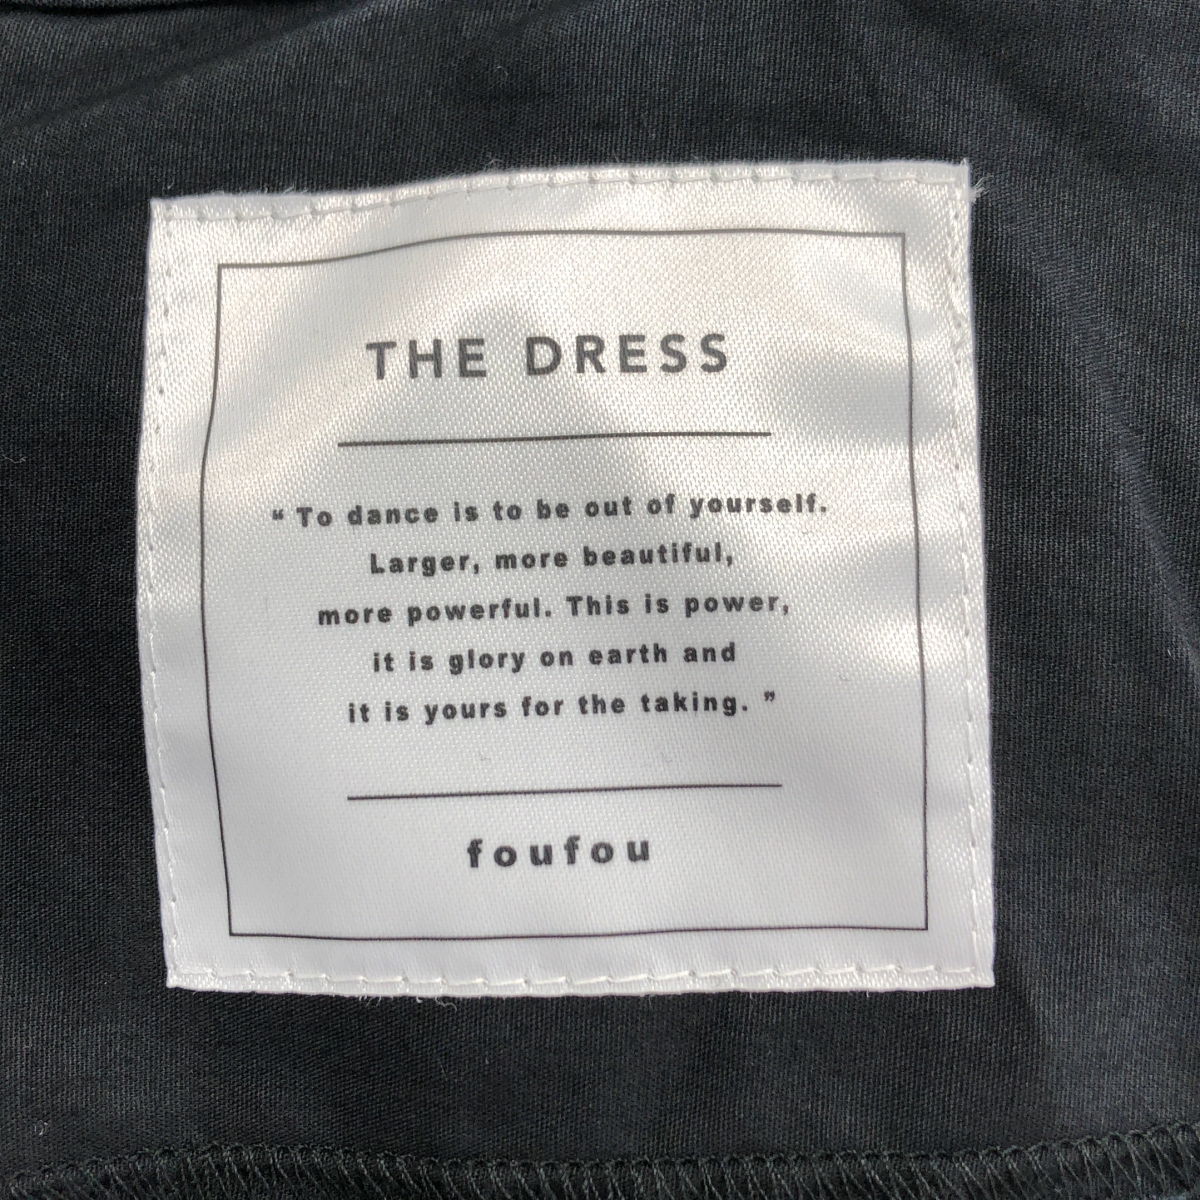 THE DRESS
“ To dance is to be out of yourself.
Larger, more beautiful,
more powerful. This is power,
it is glory on earth and
it is yours for the taking. ”
foufou